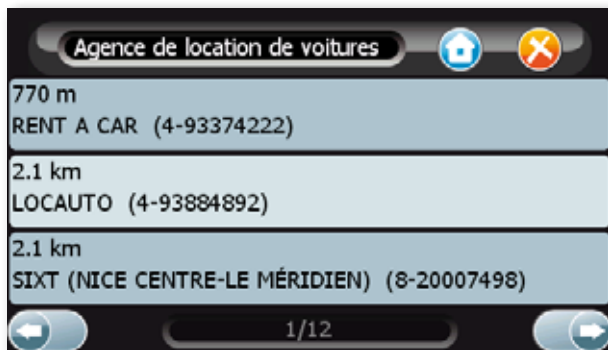 Agence de location de voitures
770 m
RENT A CAR (4-93374222)
2.1 km
LOCAUTO (4-93884892)
2.1 km
SIXT (NICE CENTRE-LE MÉRIDIEN) (8-20007498)
1/12